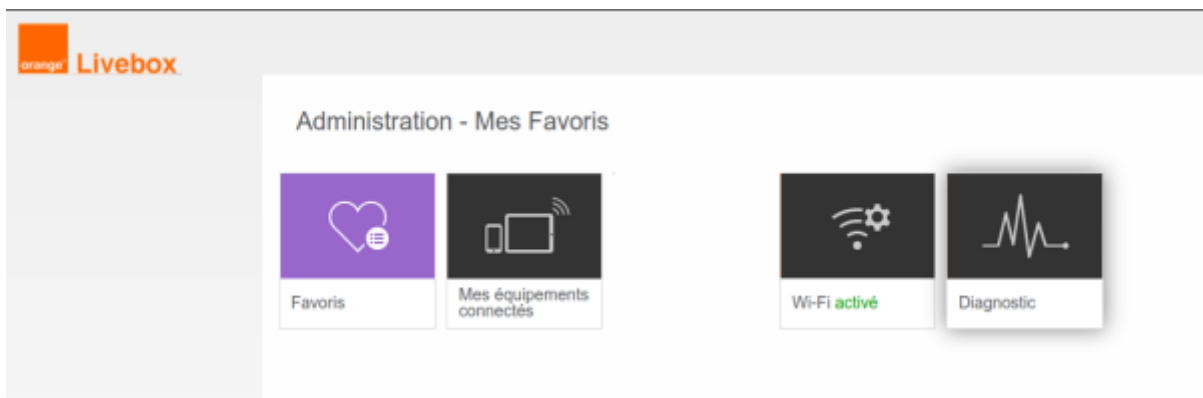 orange
Livebox
Administration - Mes Favoris
Favoris
Mes équipements
connectés
Wi-Fi activé
Diagnostic